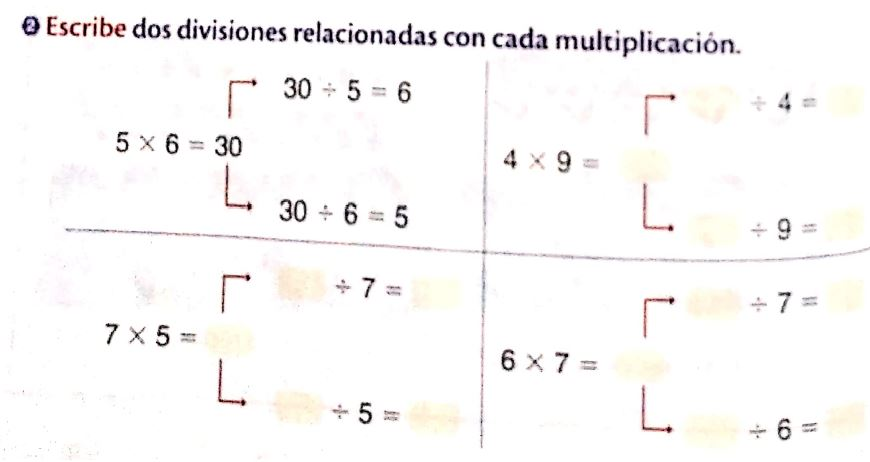 ❷ Escribe dos divisiones relacionadas con cada multiplicación.
30 ÷ 5 = 6
5 × 6 = 30
30 ÷ 6 = 5
÷ 4 =
4 × 9 =
÷ 9 =
÷ 7 =
7 × 5 =
÷ 5 =
÷ 7 =
6 × 7 =
÷ 6 =